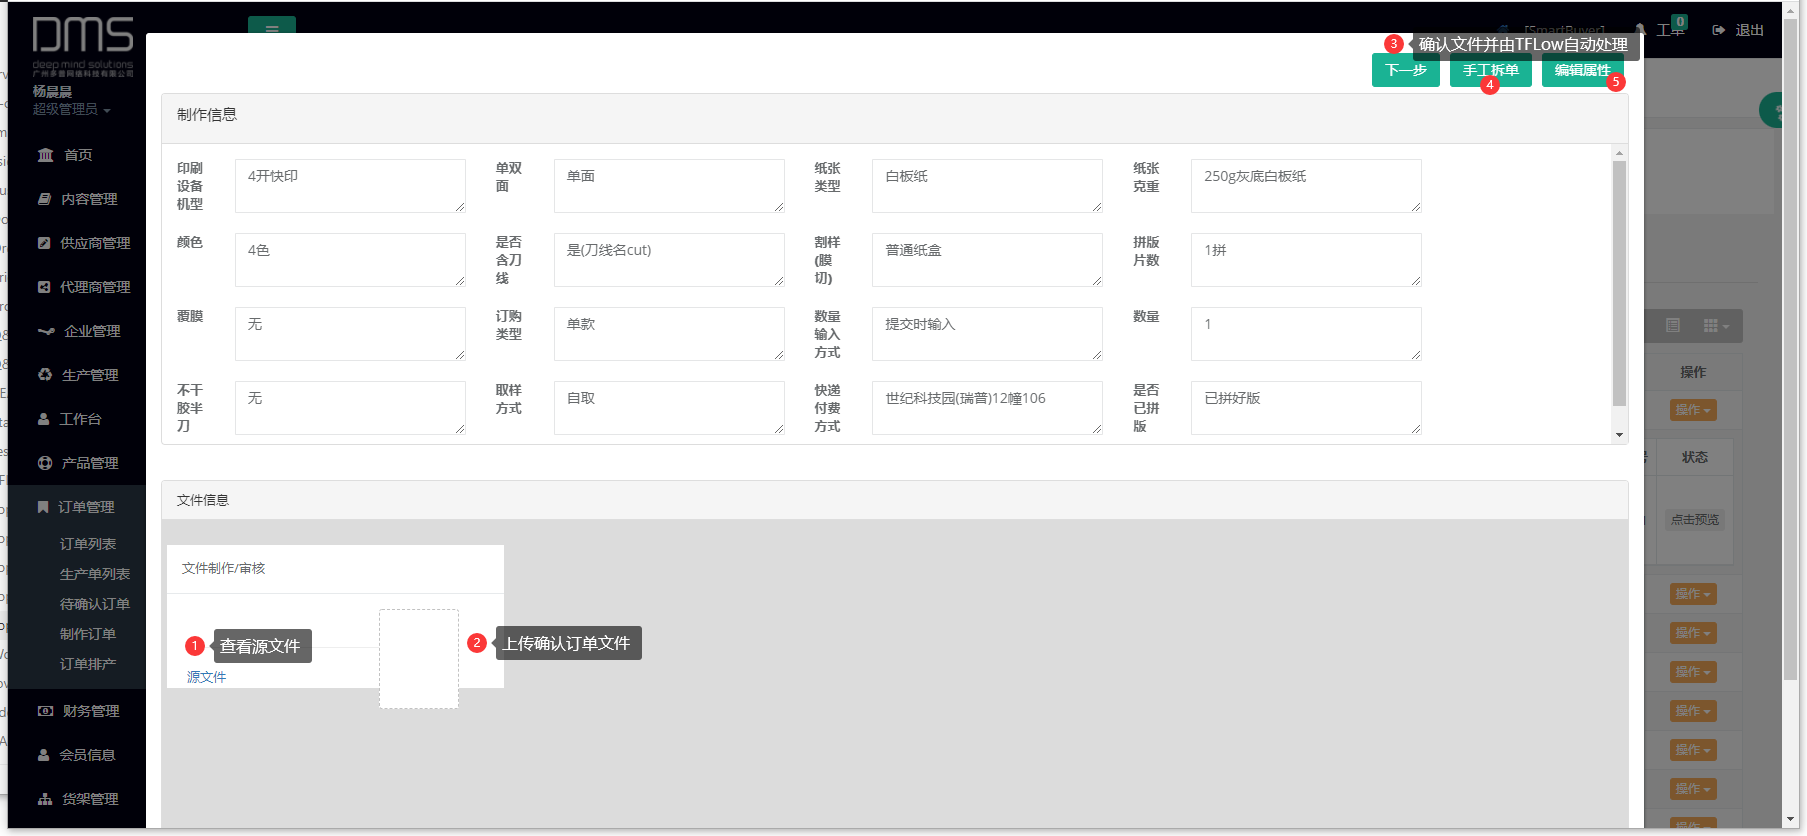 DMS
deep mind solutions
广州多普网络科技有限公司
杨晨晨
超级管理员
首页
内容管理
供应商管理
代理商管理
企业管理
生产管理
工作台
产品管理
订单管理
订单列表
生产单列表
待确认订单
制作订单
订单排产
财务管理
会员信息
货架管理
[SmartBuyer]
工单
0
退出
3
确认文件并由TFLow自动处理
下一步
手工拆单
编辑属性
4
5
制作信息
印刷设备机型
4开快印
单双面
单面
纸张类型
白板纸
纸张克重
250g灰底白板纸
颜色
4色
是否含刀线
是(刀线名cut)
割样(膜切)
普通纸盒
拼版片数
1拼
覆膜
无
订购类型
单款
数量输入方式
提交时输入
数量
1
不干胶半刀
无
取样方式
自取
快递付费方式
世纪科技园(瑞普)12幢106
是否已拼版
已拼好版
文件信息
文件制作/审核
1
查看源文件
2
上传确认订单文件
源文件
操作
操作
状态
点击预览
操作
操作
操作
操作
操作
操作
操作